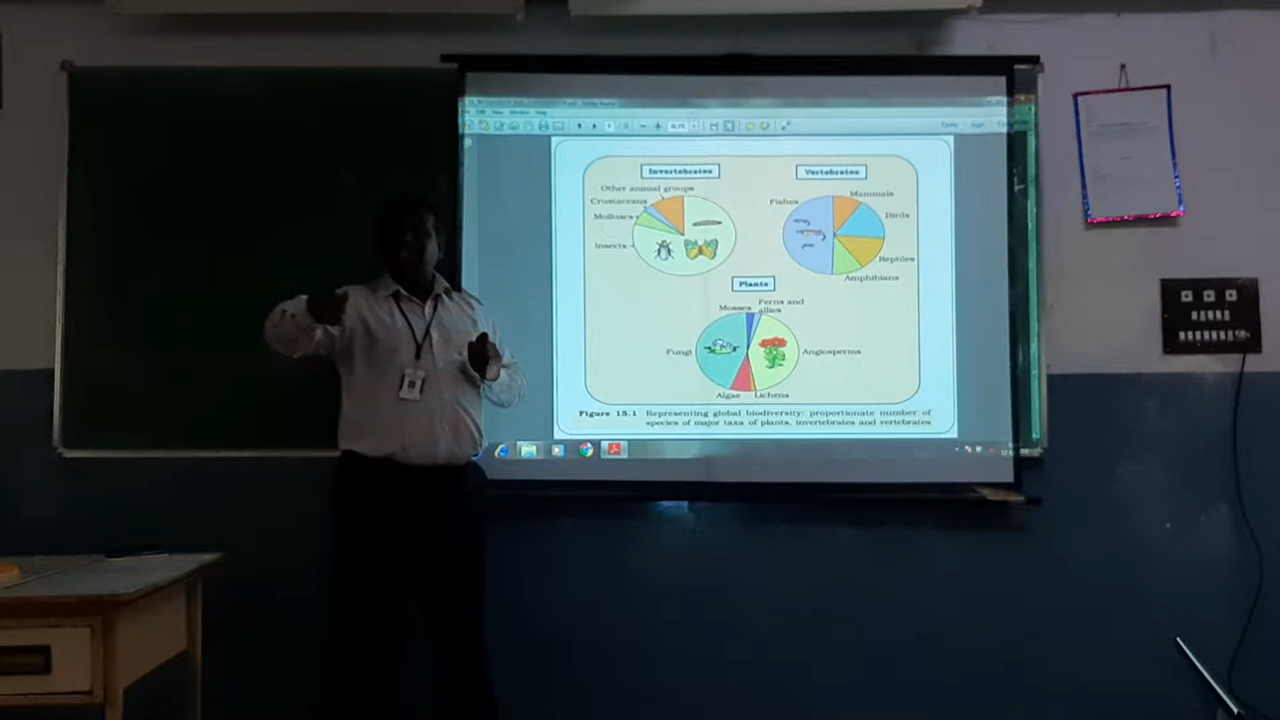 Invertebrates
Other animal groups
Crustaceans
Molluscs
Insects
Vertebrates
Fishes
Mammals
Birds
Reptiles
Amphibians
Plants
Mosses
Ferns and
allies
Fungi
Angiosperms
Algae
Lichens
Figure 15.1 Representing global biodiversity: proportionate number of
species of major taxa of plants, invertebrates and vertebrates